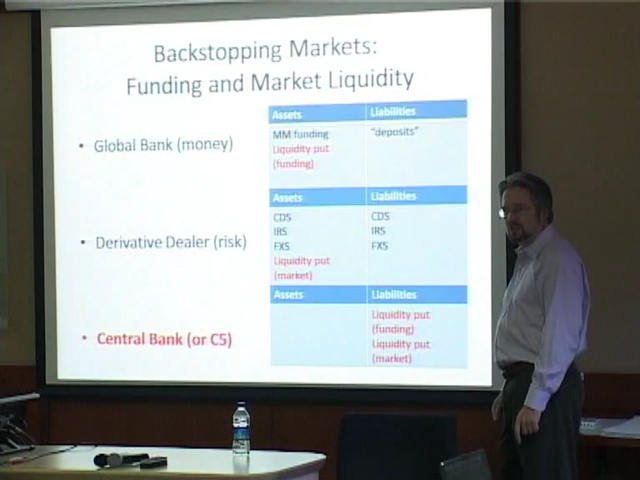 Backstopping Markets:
Funding and Market Liquidity
• Global Bank (money)
Assets Liabilities
MM funding "deposits"
Liquidity put
(funding)
• Derivative Dealer (risk)
Assets Liabilities
CDS CDS
IRS IRS
FXS FXS
Liquidity put
(market)
• Central Bank (or C5)
Assets Liabilities
Liquidity put
(funding)
Liquidity put
(market)